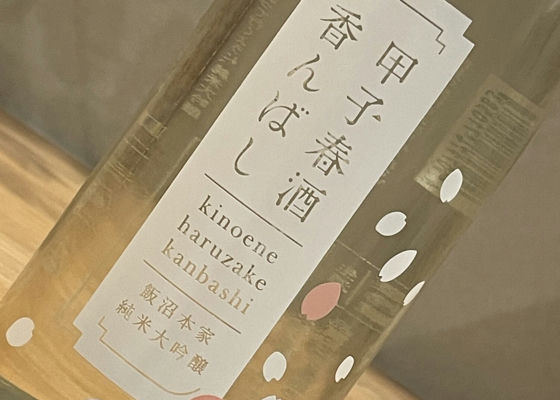 甲子春酒
香んばし
kinoene
haruzake
kanbashi
飯沼本家
純米大吟醸